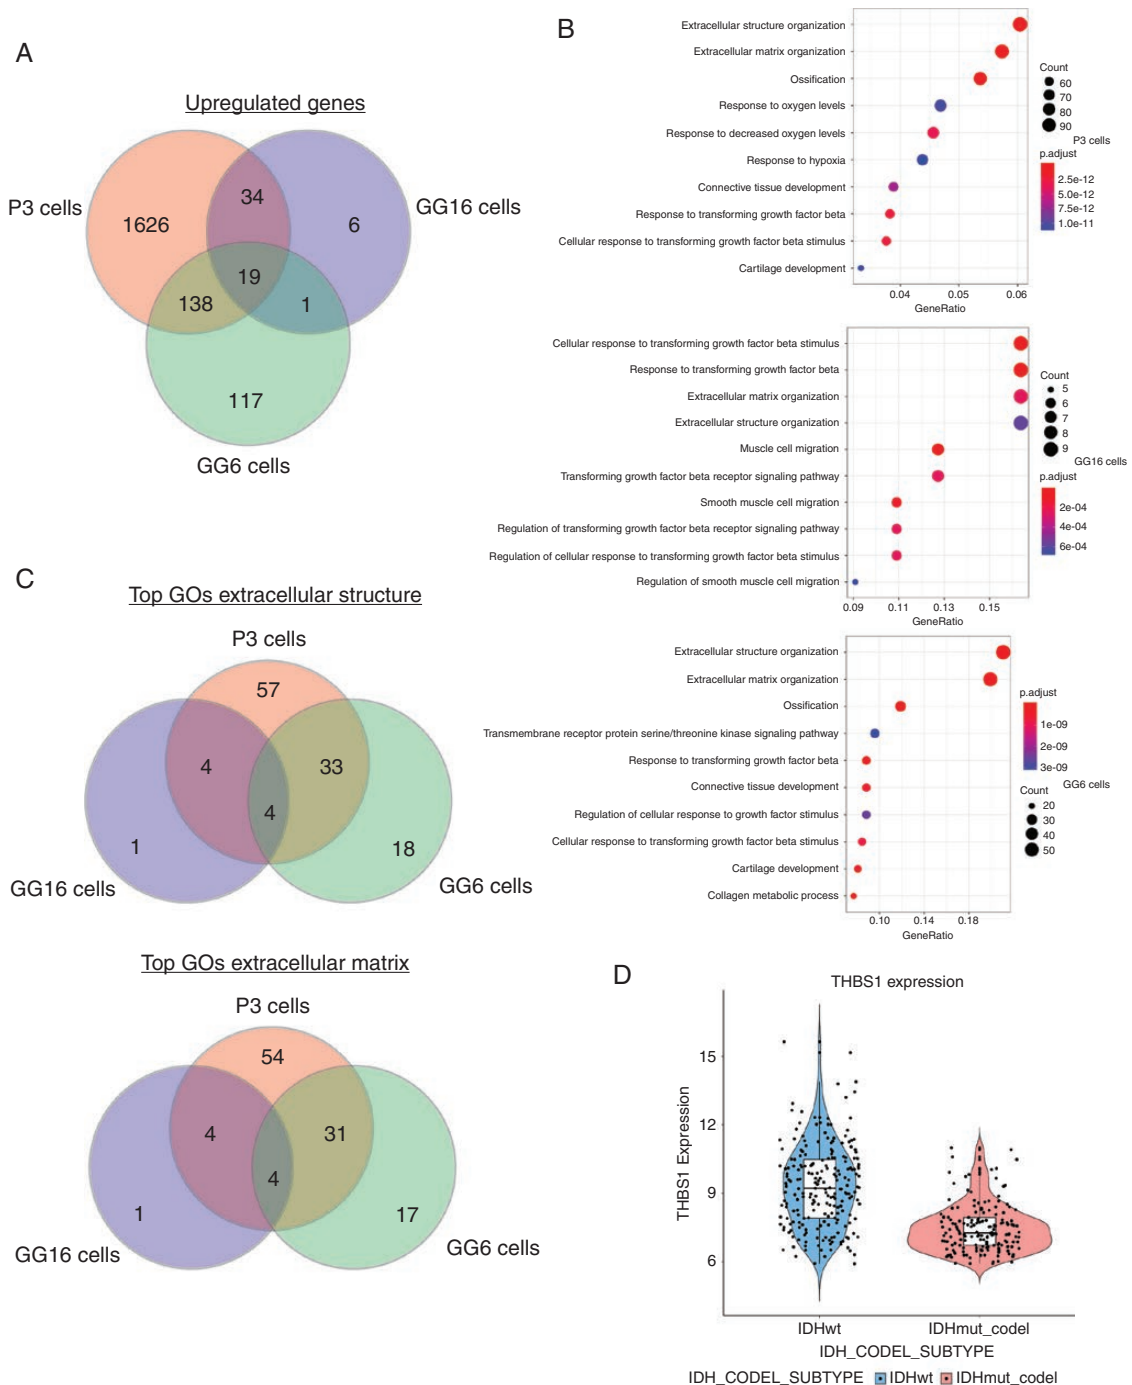 A
Upregulated genes
P3 cells
1626
34
6
GG16 cells
19
138
1
117
GG6 cells
B
Extracellular structure organization
Extracellular matrix organization
Ossification
Response to oxygen levels
Response to decreased oxygen levels
Response to hypoxia
Connective tissue development
Response to transforming growth factor beta
Cellular response to transforming growth factor beta stimulus
Cartilage development
0.04 0.05 0.06
GeneRatio
Count
60
70
80
90
P3 cells
p.adjust
2.5e-12
5.0e-12
7.5e-12
1.0e-11
Cellular response to transforming growth factor beta stimulus
Response to transforming growth factor beta
Extracellular matrix organization
Extracellular structure organization
Muscle cell migration
Transforming growth factor beta receptor signaling pathway
Smooth muscle cell migration
Regulation of transforming growth factor beta receptor signaling pathway
Regulation of cellular response to transforming growth factor beta stimulus
Regulation of smooth muscle cell migration
0.09 0.11 0.13 0.15
GeneRatio
Count
5
6
7
8
9
GG16 cells
p.adjust
2e-04
4e-04
6e-04
Extracellular structure organization
Extracellular matrix organization
Ossification
Transmembrane receptor protein serine/threonine kinase signaling pathway
Response to transforming growth factor beta
Connective tissue development
Regulation of cellular response to growth factor stimulus
Cellular response to transforming growth factor beta stimulus
Cartilage development
Collagen metabolic process
0.10 0.14 0.18
GeneRatio
p.adjust
1e-09
2e-09
3e-09
GG6 cells
Count
20
30
40
50
C
Top GOs extracellular structure
P3 cells
57
4
33
4
1
18
GG16 cells
GG6 cells
Top GOs extracellular matrix
P3 cells
54
4
31
4
1
17
GG16 cells
GG6 cells
D
THBS1 expression
THBS1 Expression
15
12
9
6
IDHwt IDHmut_codel
IDH_CODEL_SUBTYPE
IDH_CODEL_SUBTYPE IDHwt IDHmut_codel